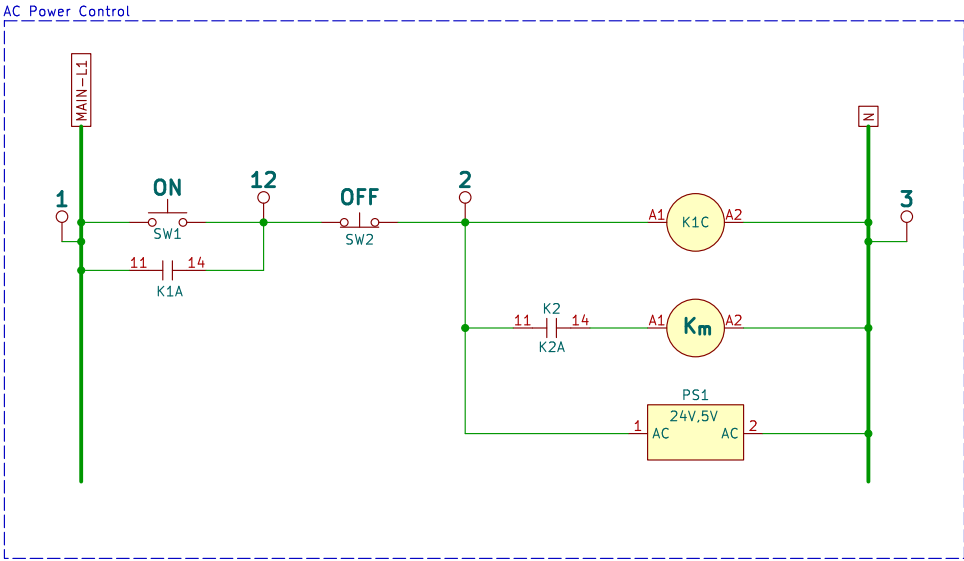 AC Power Control
MAIN-L1
N
1
ON
12
OFF
2
3
SW1
SW2
A1
K1C
A2
11
14
K1A
K2
11
14
K2A
A1
Km
A2
PS1
24V,5V
1
AC
AC
2